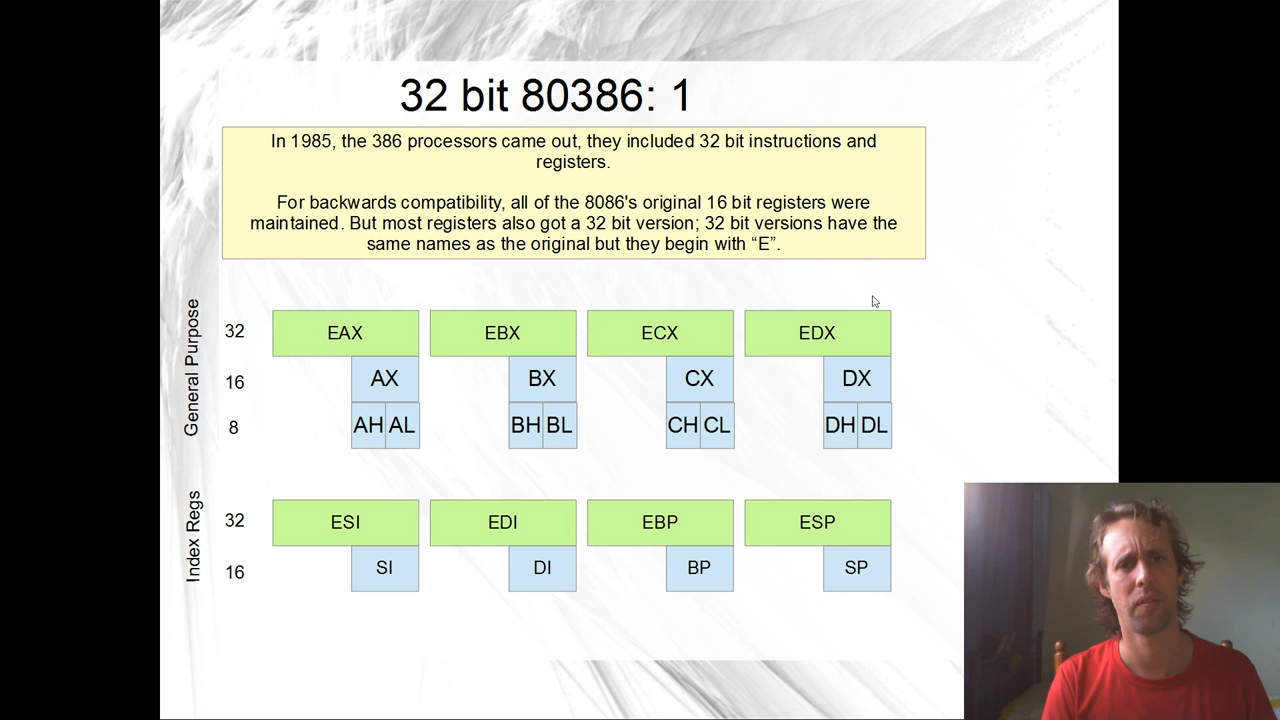 32 bit 80386: 1
In 1985, the 386 processors came out, they included 32 bit instructions and
registers.
For backwards compatibility, all of the 8086's original 16 bit registers were
maintained. But most registers also got a 32 bit version; 32 bit versions have the
same names as the original but they begin with “E”.
General Purpose
32 EAX EBX ECX EDX
16 AX BX CX DX
8 AH AL BH BL CH CL DH DL
Index Regs
32 ESI EDI EBP ESP
16 SI DI BP SP